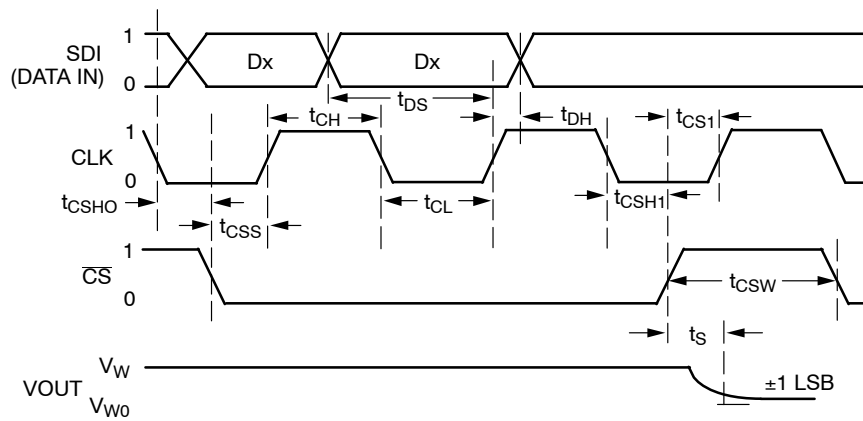 SDI
(DATA IN)
1
0
Dx
Dx
tDS
tCH
tDH
tCS1
CLK
1
0
tCSHO
tCSS
tCL
tCSH1
CS
1
0
tCSW
tS
VOUT
VW
VW0
±1 LSB